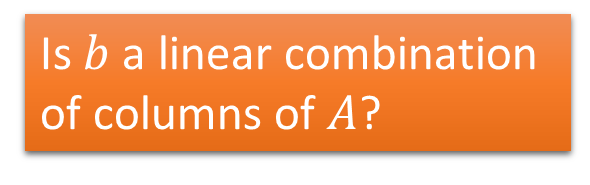 Is b a linear combination
of columns of A?